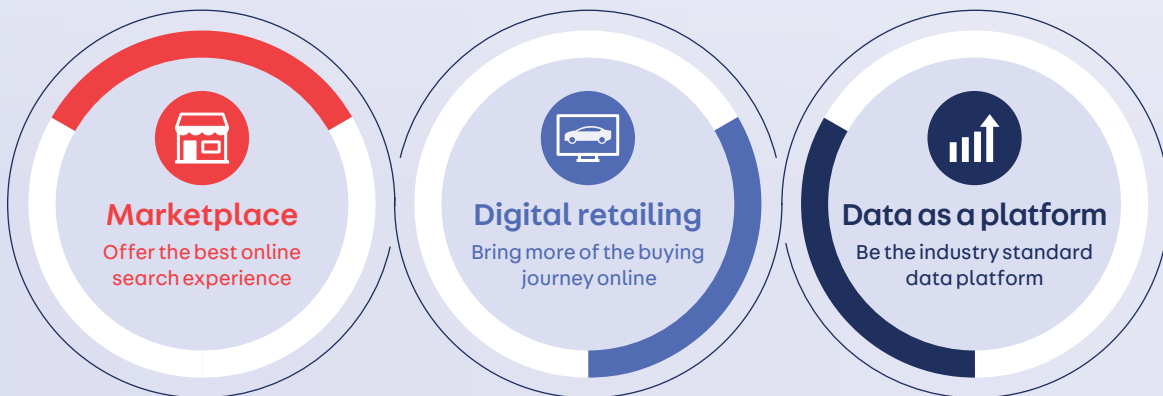 Marketplace
Offer the best online
search experience
Digital retailing
Bring more of the buying
journey online
Data as a platform
Be the industry standard
data platform